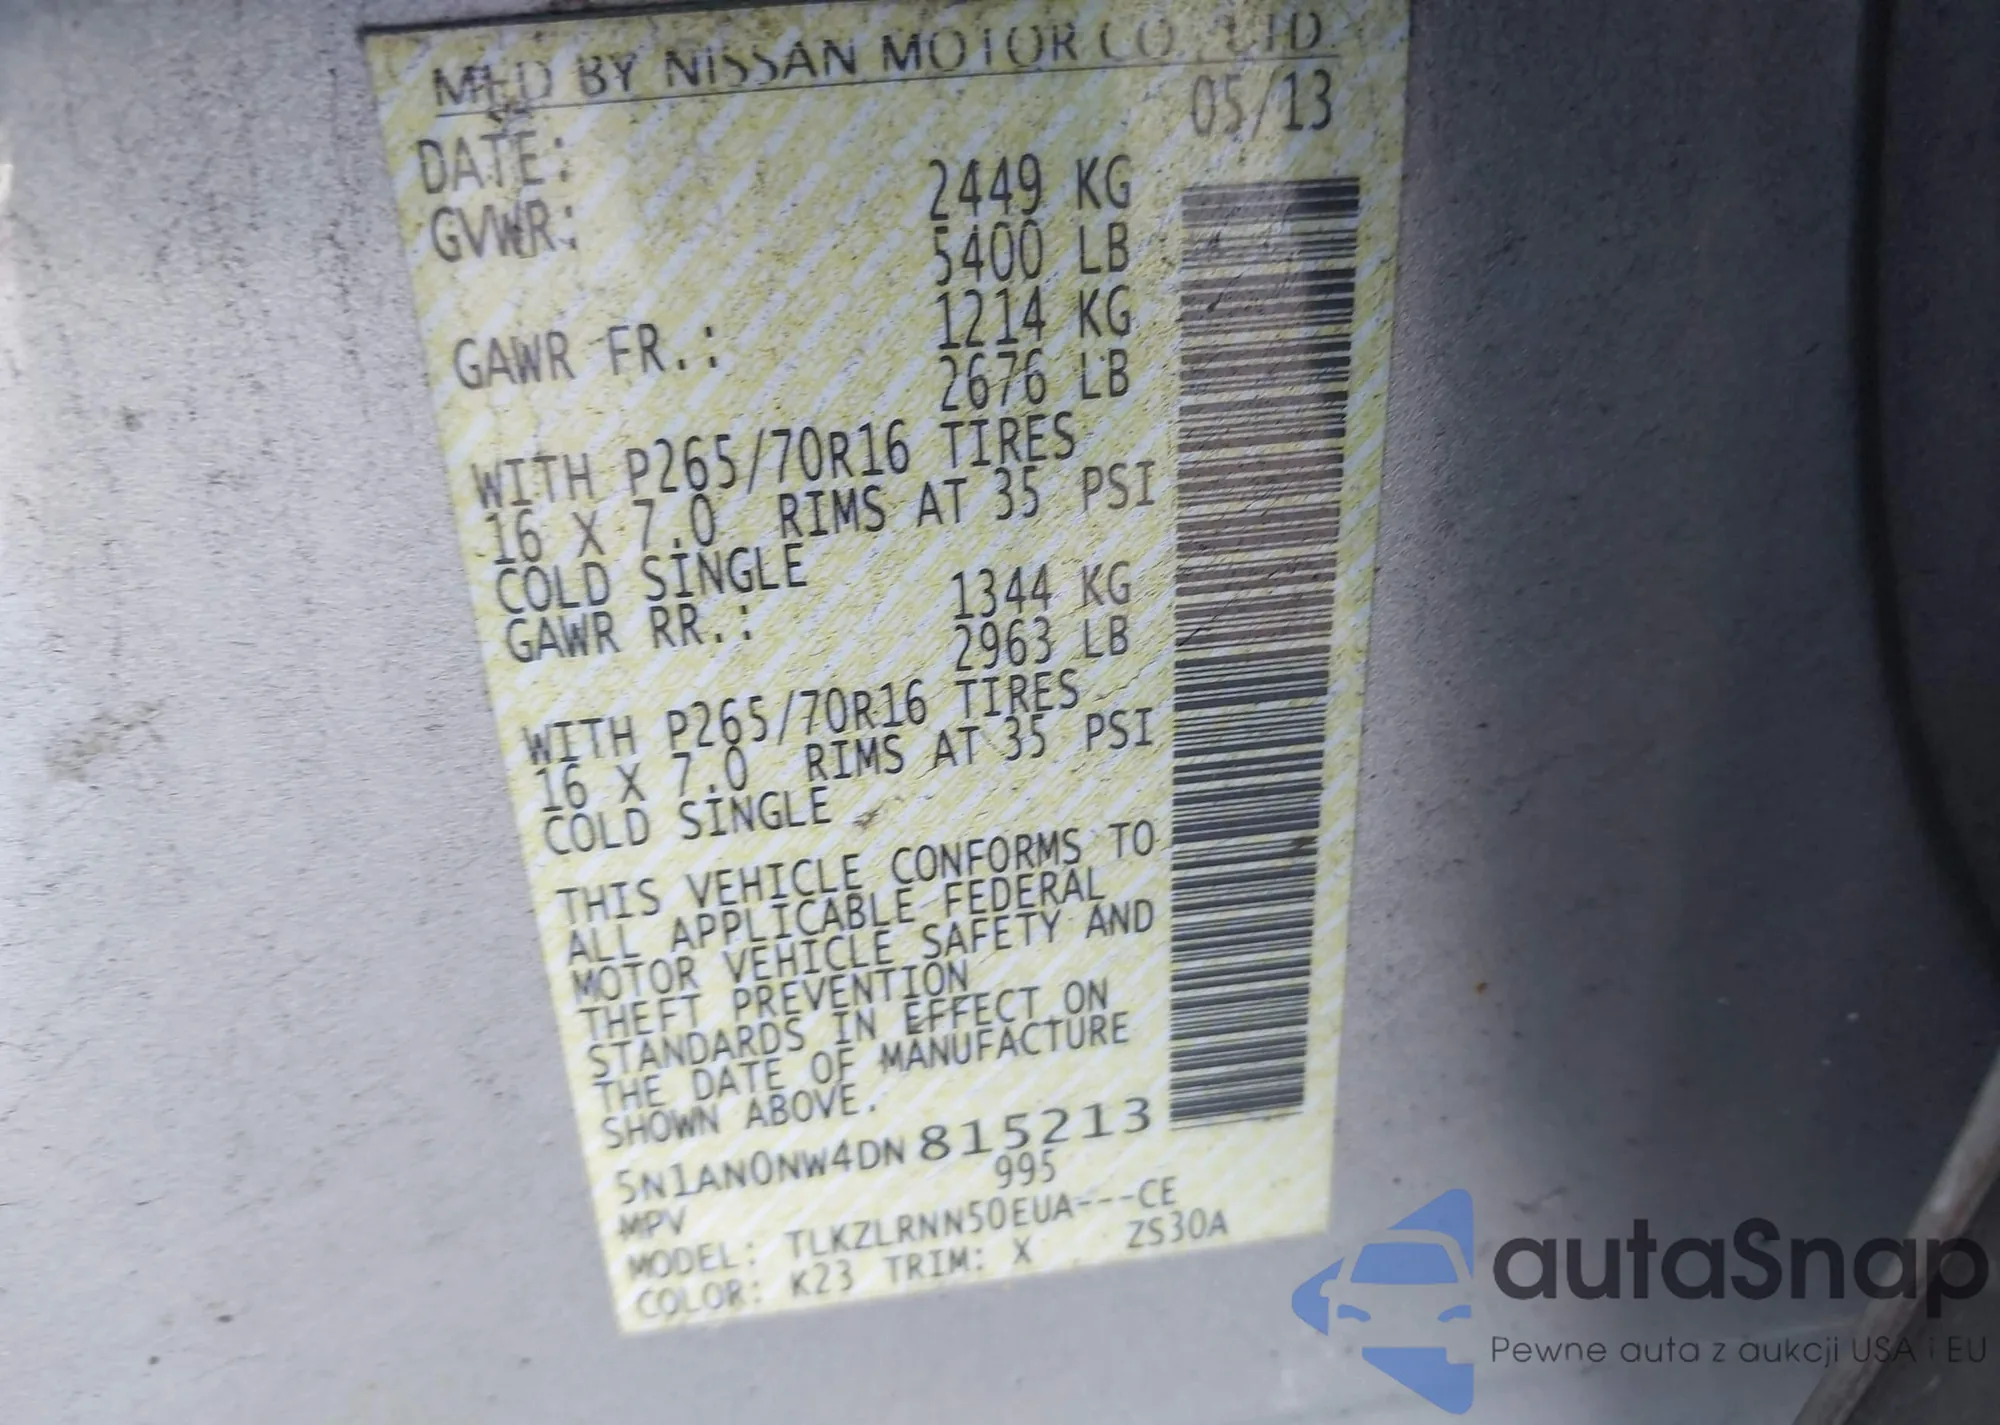 MFD BY NISSAN MOTOR CO., LTD.
DATE: 05/13
GVWR: 2449 KG
5400 LB
GAWR FR.: 1214 KG
2676 LB
WITH P265/70R16 TIRES
16 X 7.0 RIMS AT 35 PSI
COLD SINGLE
GAWR RR.: 1344 KG
2963 LB
WITH P265/70R16 TIRES
16 X 7.0 RIMS AT 35 PSI
COLD SINGLE
THIS VEHICLE CONFORMS TO
ALL APPLICABLE FEDERAL
MOTOR VEHICLE SAFETY AND
THEFT PREVENTION
STANDARDS IN EFFECT ON
THE DATE OF MANUFACTURE
SHOWN ABOVE.
5N1AN0NW4DN815213
MPV 995
MODEL: TLKZLRNN50EUA---CE
COLOR: K23 TRIM: X ZS30A
autaSnap
Pewne auta z aukcji USA i EU